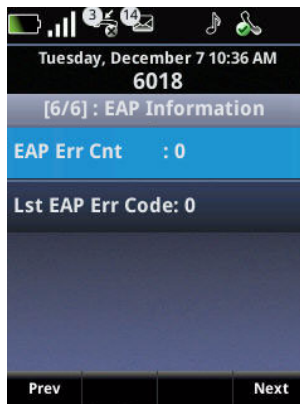 3 14
Tuesday, December 7 10:36 AM
6018
[6/6] : EAP Information
EAP Err Cnt : 0
Lst EAP Err Code: 0
Prev Next